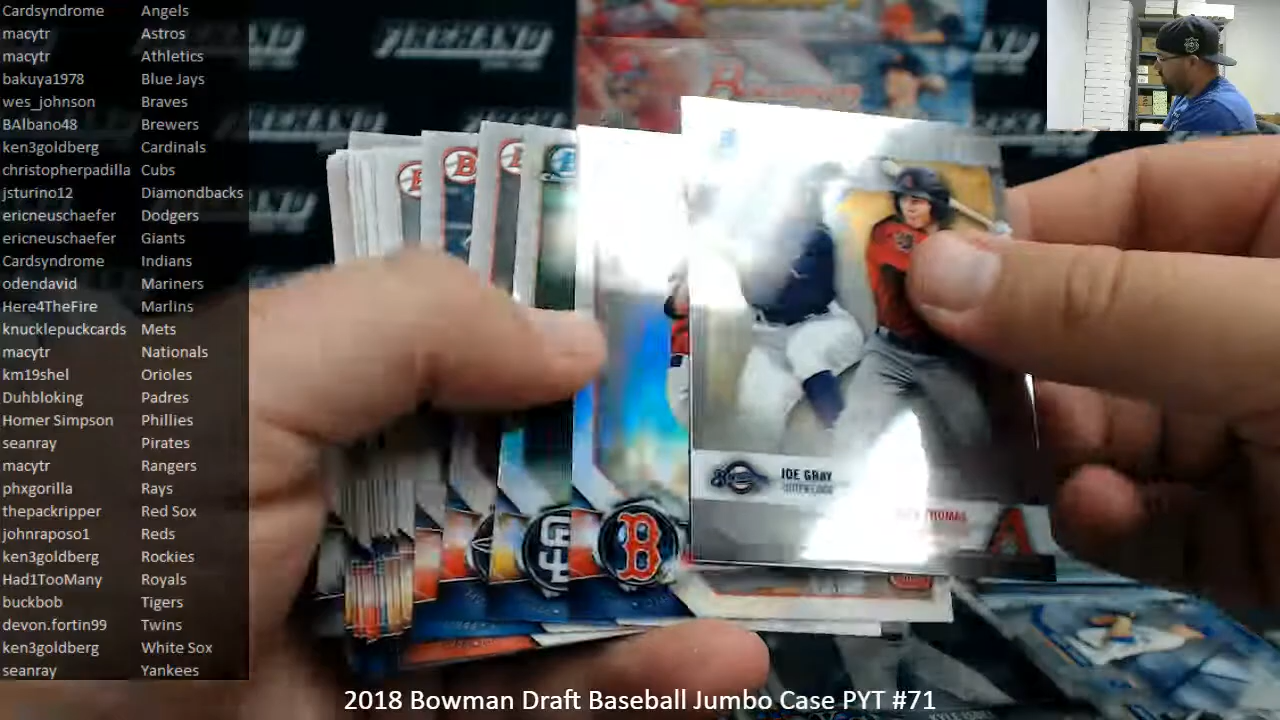 Cardsyndrome Angels
macytr Astros
macytr Athletics
bakuya1978 Blue Jays
wes_johnson Braves
BAlbano48 Brewers
ken3goldberg Cardinals
christopherpadilla Cubs
jsturino12 Diamondbacks
ericneuschaefer Dodgers
ericneuschaefer Giants
Cardsyndrome Indians
odendavid Mariners
Here4TheFire Marlins
knucklepuckcards Mets
macytr Nationals
km19shel Orioles
Duhbloking Padres
Homer Simpson Phillies
seanray Pirates
macytr Rangers
phxgorilla Rays
thepackripper Red Sox
johnraposo1 Reds
ken3goldberg Rockies
Had1TooMany Royals
buckbob Tigers
devon.fortin99 Twins
ken3goldberg White Sox
seanray Yankees
JOE GRAY
THOMAS
2018 Bowman Draft Baseball Jumbo Case PYT #71